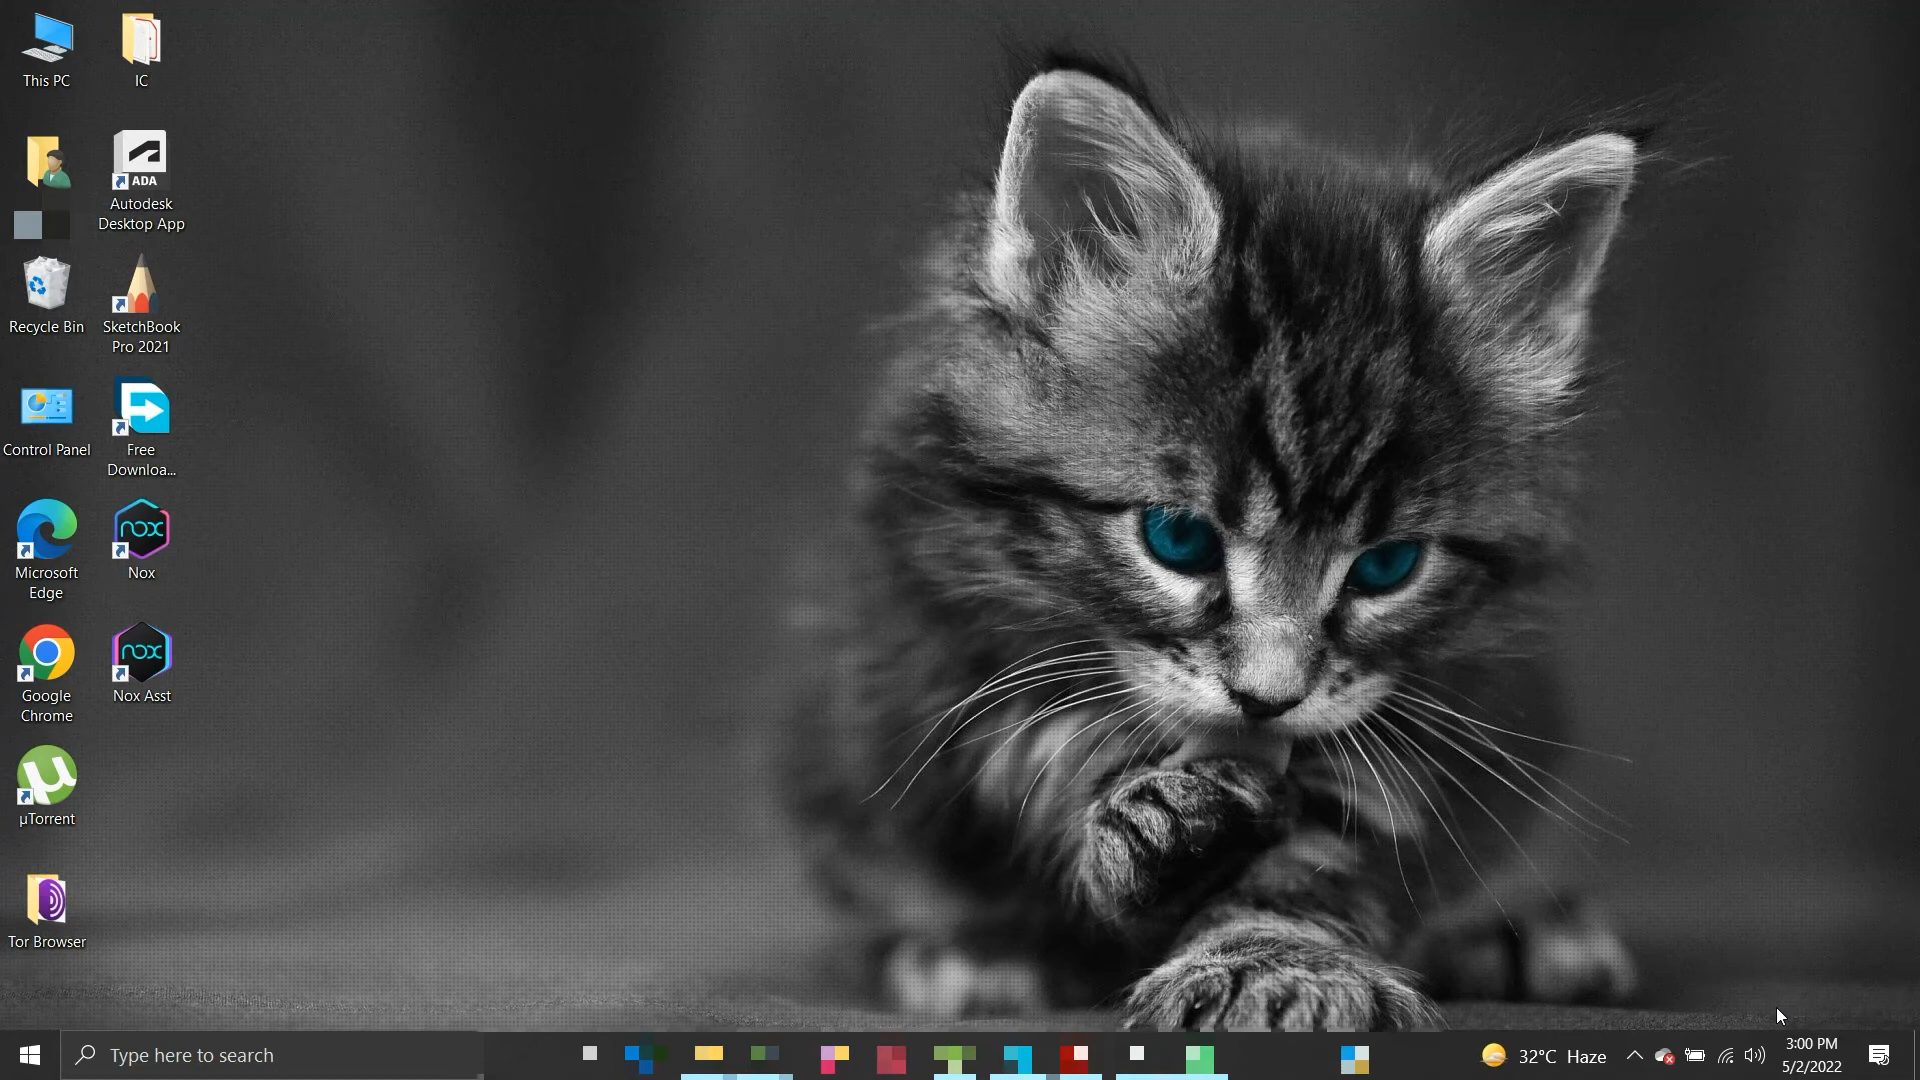 This PC
IC
ADA
Autodesk
Desktop App
Recycle Bin
SketchBook
Pro 2021
Control Panel
Free
Downloa...
Microsoft
Edge
nox
Nox
Google
Chrome
nox
Nox Asst
µ
µTorrent
Tor Browser
Type here to search
32°C Haze
3:00 PM
5/2/2022